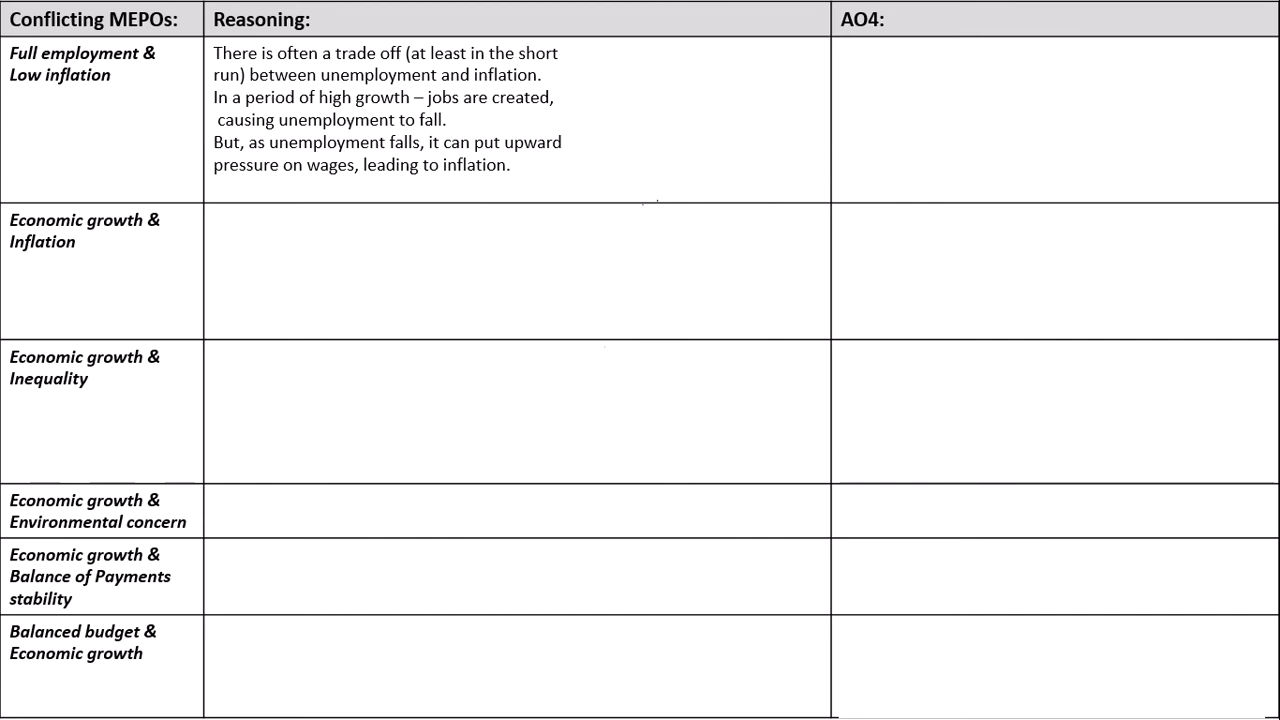 Conflicting MEPOs:
Reasoning:
AO4:
Full employment &
Low inflation
There is often a trade off (at least in the short
run) between unemployment and inflation.
In a period of high growth – jobs are created,
causing unemployment to fall.
But, as unemployment falls, it can put upward
pressure on wages, leading to inflation.
Economic growth &
Inflation
Economic growth &
Inequality
Economic growth &
Environmental concern
Economic growth &
Balance of Payments
stability
Balanced budget &
Economic growth